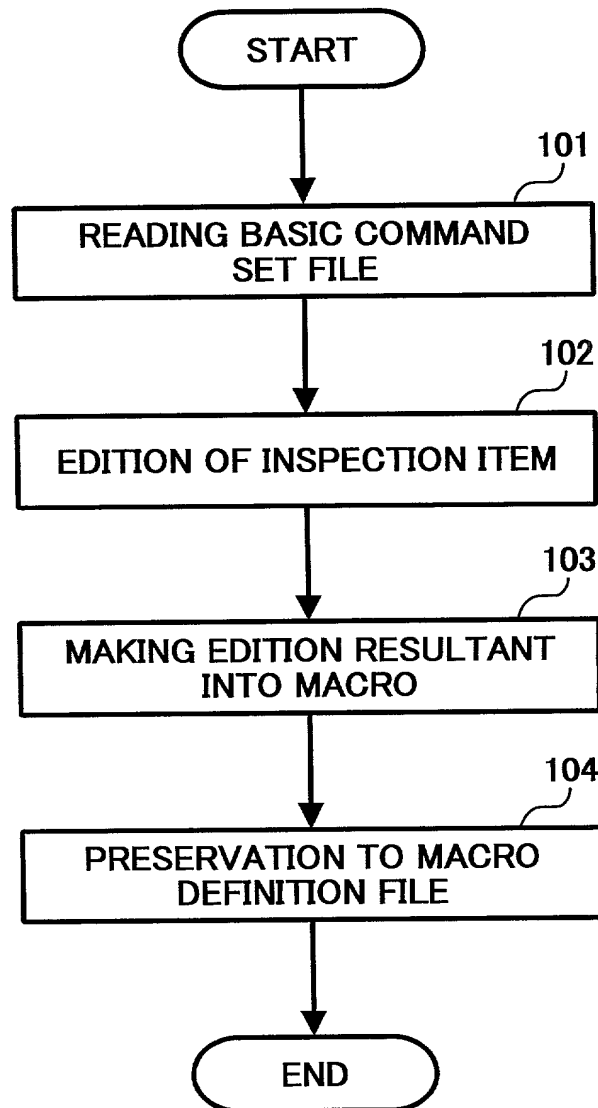 START
101
READING BASIC COMMAND
SET FILE
102
EDITION OF INSPECTION ITEM
103
MAKING EDITION RESULTANT
INTO MACRO
104
PRESERVATION TO MACRO
DEFINITION FILE
END